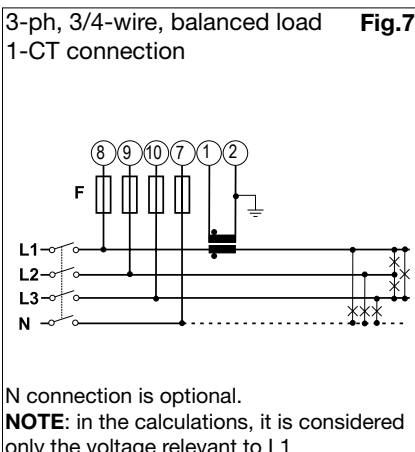 3-ph, 3/4-wire, balanced load Fig.7
1-CT connection
8 9 10 7 1 2
F
L1
L2
L3
N
N connection is optional.
NOTE: in the calculations, it is considered
only the voltage relevant to L1